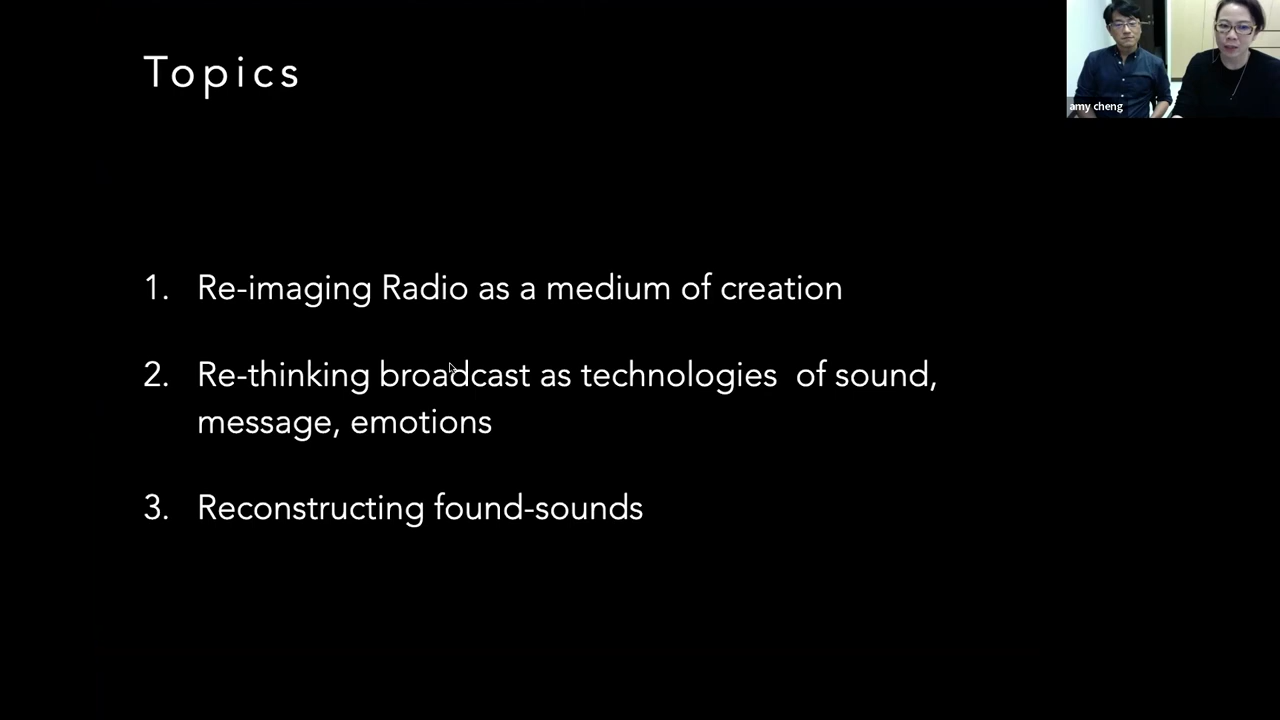 Topics
amy cheng
1. Re-imaging Radio as a medium of creation
2. Re-thinking broadcast as technologies  of sound,
message, emotions
3. Reconstructing found-sounds